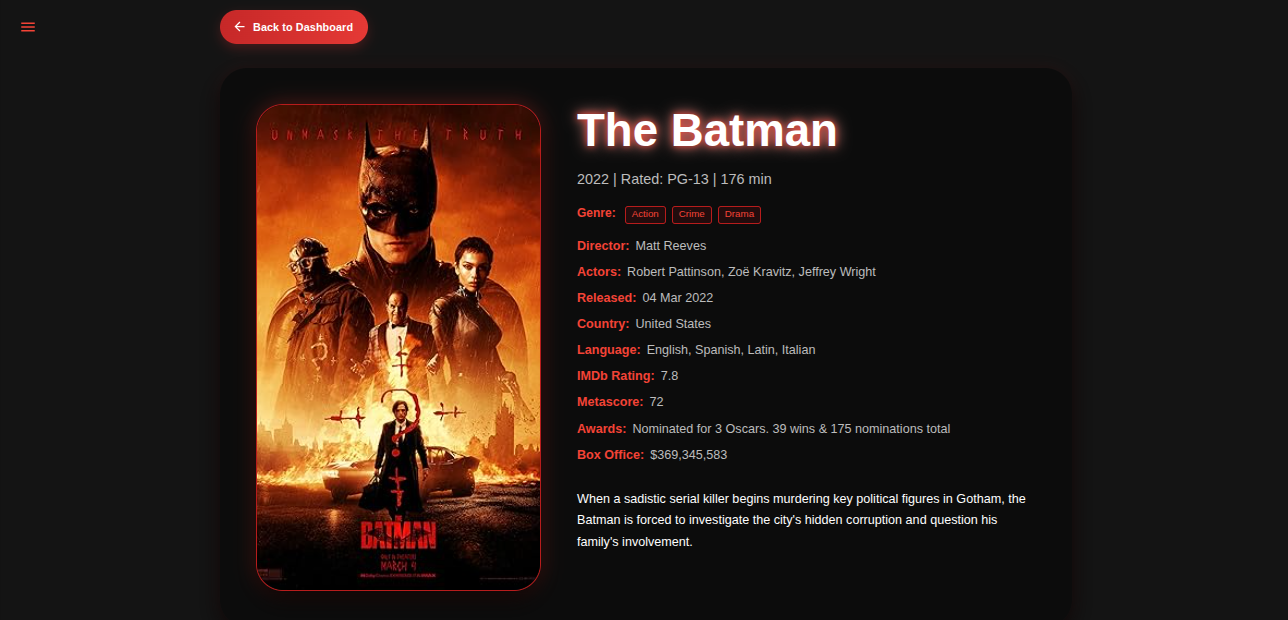 Back to Dashboard
UNMASK THE TRUTH
THE
BATMAN
ONLY IN THEATERS
MARCH 4
The Batman
2022 | Rated: PG-13 | 176 min
Genre: Action Crime Drama
Director: Matt Reeves
Actors: Robert Pattinson, Zoë Kravitz, Jeffrey Wright
Released: 04 Mar 2022
Country: United States
Language: English, Spanish, Latin, Italian
IMDb Rating: 7.8
Metascore: 72
Awards: Nominated for 3 Oscars. 39 wins & 175 nominations total
Box Office: $369,345,583
When a sadistic serial killer begins murdering key political figures in Gotham, the
Batman is forced to investigate the city's hidden corruption and question his
family's involvement.